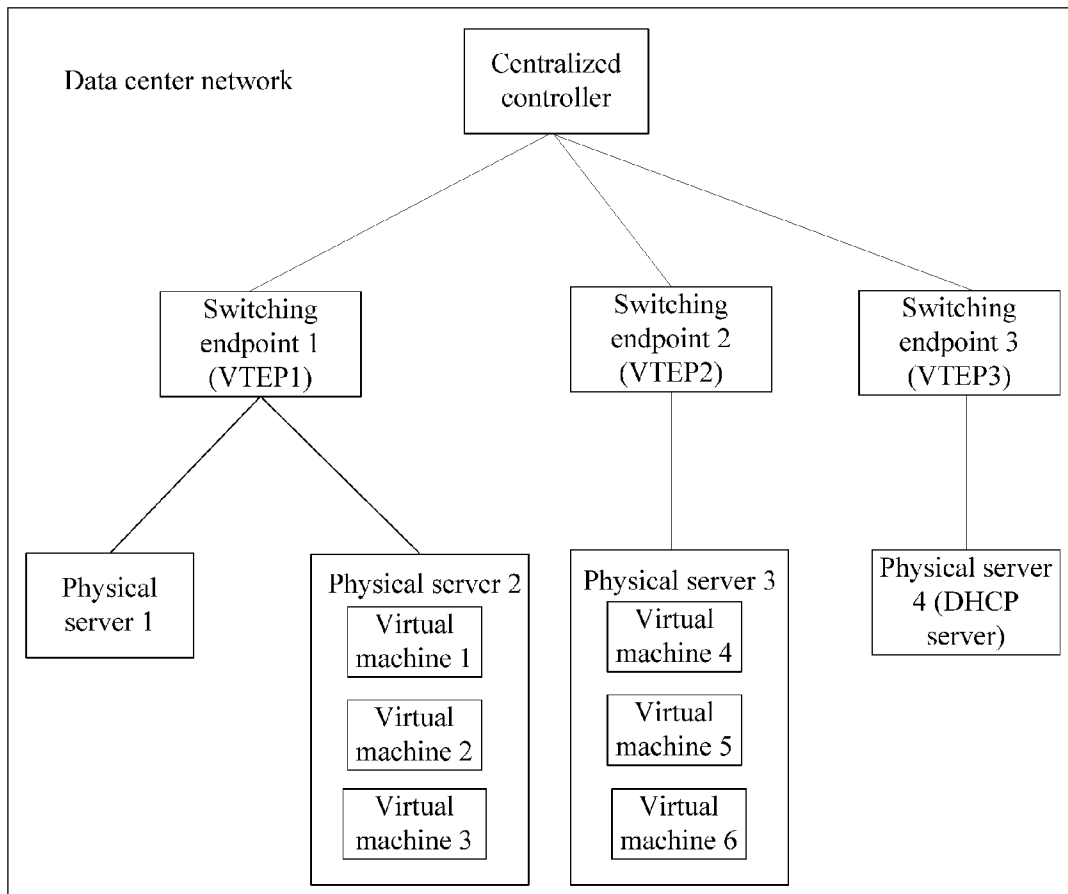 Data center network
Centralized
controller
Switching
endpoint 1
(VTEP1)
Switching
endpoint 2
(VTEP2)
Switching
endpoint 3
(VTEP3)
Physical
server 1
Physical server 2
Virtual
machine 1
Virtual
machine 2
Virtual
machine 3
Physical server 3
Virtual
machine 4
Virtual
machine 5
Virtual
machine 6
Physical server
4 (DHCP
server)